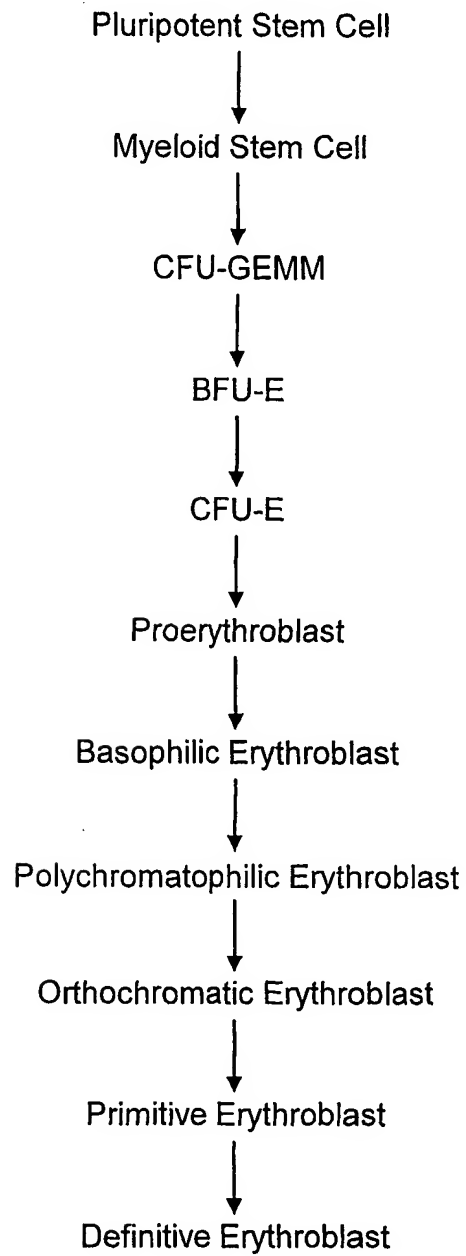 Pluripotent Stem Cell
Myeloid Stem Cell
CFU-GEMM
BFU-E
CFU-E
Proerythroblast
Basophilic Erythroblast
Polychromatophilic Erythroblast
Orthochromatic Erythroblast
Primitive Erythroblast
Definitive Erythroblast